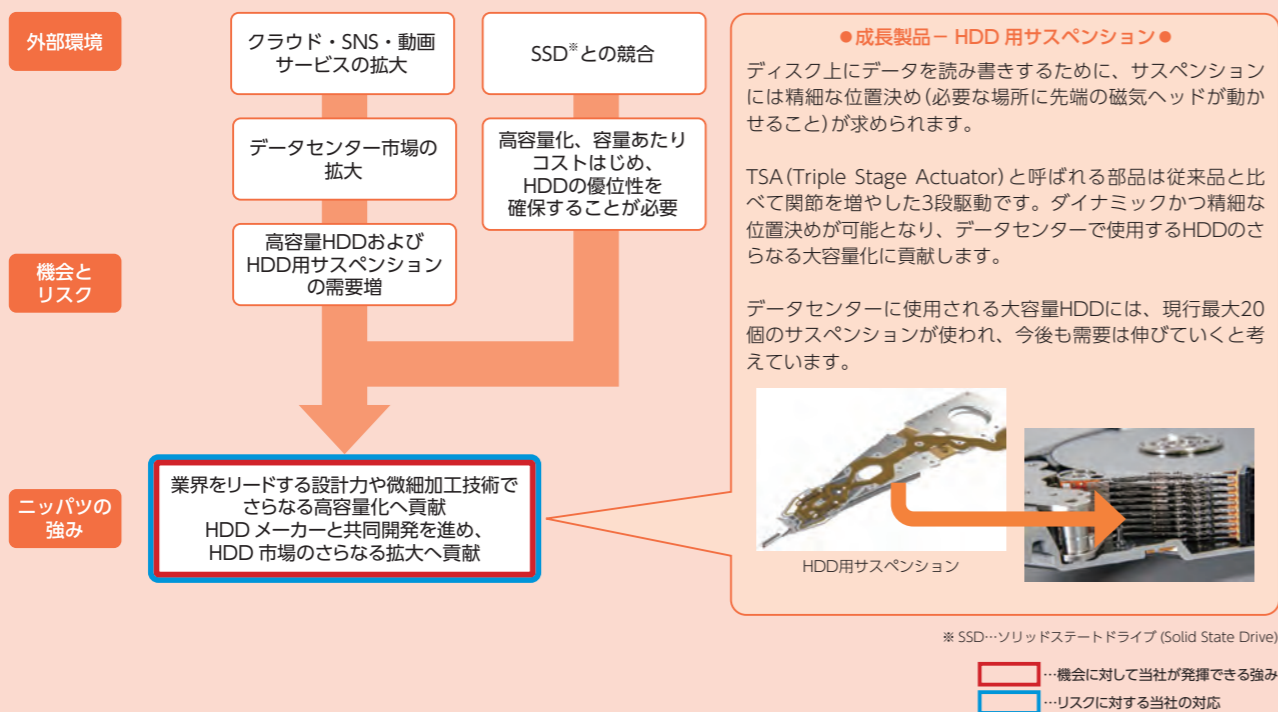 外部環境
クラウド・SNS・動画
サービスの拡大
SSD※との競合
データセンター市場の
拡大
高容量化、容量あたり
コストはじめ、
HDDの優位性を
確保することが必要
機会と
リスク
高容量HDDおよび
HDD用サスペンション
の需要増
ニッパツの
強み
業界をリードする設計力や微細加工技術で
さらなる高容量化へ貢献
HDD メーカーと共同開発を進め、
HDD 市場のさらなる拡大へ貢献
●成長製品− HDD 用サスペンション●
ディスク上にデータを読み書きするために、サスペンション
には精細な位置決め(必要な場所に先端の磁気ヘッドが動か
せること)が求められます。
TSA(Triple Stage Actuator)と呼ばれる部品は従来品と比
べて関節を増やした3段駆動です。ダイナミックかつ精細な
位置決めが可能となり、データセンターで使用するHDDのさ
らなる大容量化に貢献します。
データセンターに使用される大容量HDDには、現行最大20
個のサスペンションが使われ、今後も需要は伸びていくと考
えています。
HDD用サスペンション
※ SSD…ソリッドステートドライブ (Solid State Drive)
…機会に対して当社が発揮できる強み
…リスクに対する当社の対応